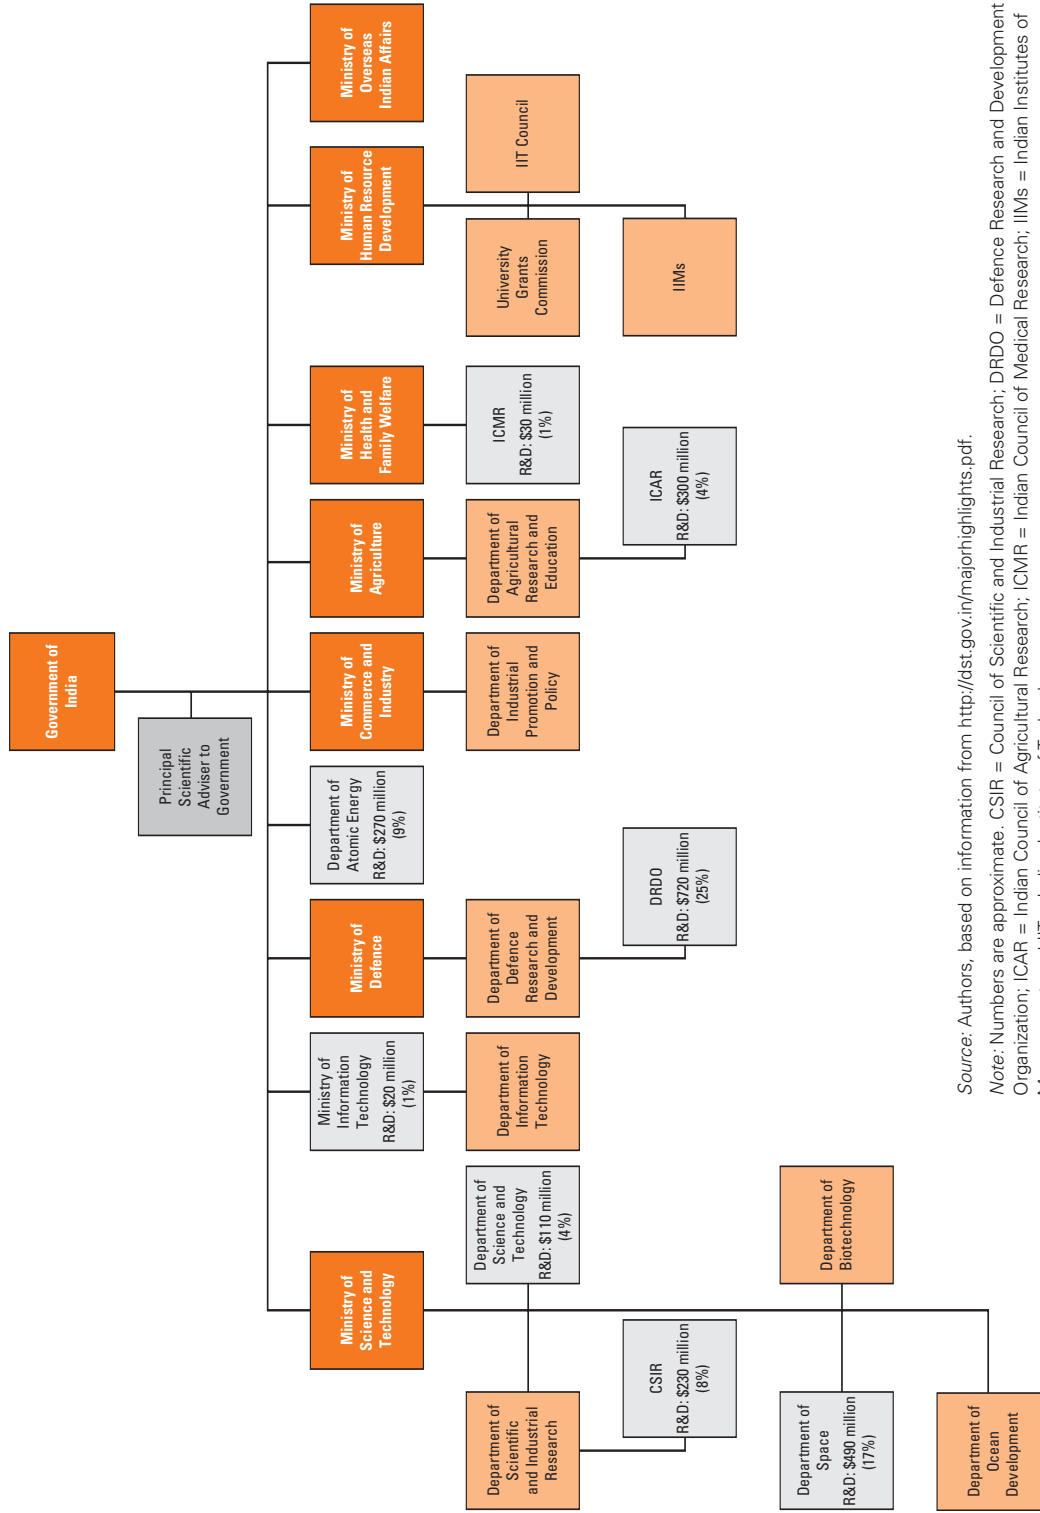 Government of
India
Principal
Scientific
Adviser to
Government
Ministry of
Science and
Technology
Ministry of
Information
Technology
R&D: $20 million
(1%)
Ministry of
Defence
Department of
Atomic Energy
R&D: $270 million
(9%)
Ministry of
Commerce and
Industry
Ministry of
Agriculture
Ministry of
Health and
Family Welfare
Ministry of
Human Resource
Development
Ministry of
Overseas
Indian Affairs
Department of
Scientific
and Industrial
Research
Department of
Science and
Technology
R&D: $110 million
(4%)
Department of
Information
Technology
Department of
Defence
Research and
Development
Department of
Industrial
Promotion and
Policy
Department of
Agricultural
Research and
Education
ICMR
R&D: $30 million
(1%)
University
Grants
Commission
IIT Council
CSIR
R&D: $230 million
(8%)
DRDO
R&D: $720 million
(25%)
ICAR
R&D: $300 million
(4%)
IIMs
Department of
Space
R&D: $490 million
(17%)
Department of
Biotechnology
Department of
Ocean
Development
Source: Authors, based on information from http://dst.gov.in/majorhighlights.pdf.
Note: Numbers are approximate. CSIR = Council of Scientific and Industrial Research; DRDO = Defence Research and Development
Organization; ICAR = Indian Council of Agricultural Research; ICMR = Indian Council of Medical Research; IIMs = Indian Institutes of